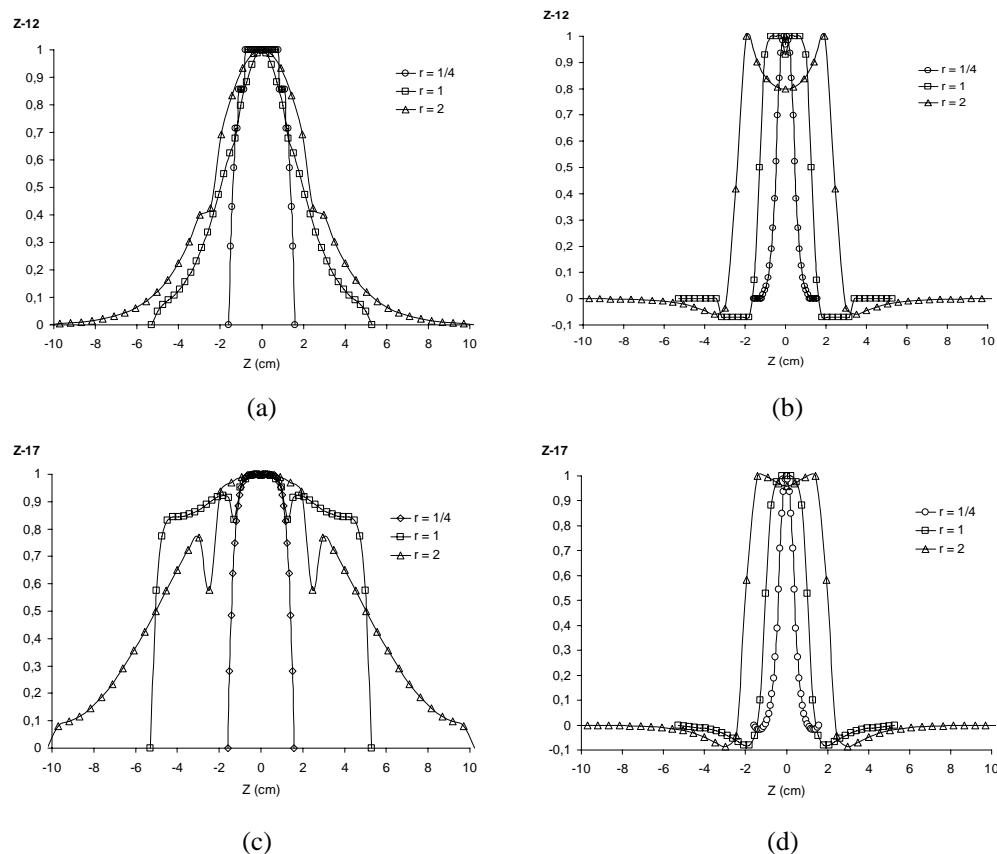 Z-12
1
0,9
0,8
0,7
0,6
0,5
0,4
0,3
0,2
0,1
0
-10 -8 -6 -4 -2 0 2 4 6 8 10
Z (cm)
r = 1/4
r = 1
r = 2
(a)
Z-12
1
0,9
0,8
0,7
0,6
0,5
0,4
0,3
0,2
0,1
0
-0,1
-10 -8 -6 -4 -2 0 2 4 6 8 10
Z (cm)
r = 1/4
r = 1
r = 2
(b)
Z-17
1
0,9
0,8
0,7
0,6
0,5
0,4
0,3
0,2
0,1
0
-10 -8 -6 -4 -2 0 2 4 6 8 10
Z (cm)
r = 1/4
r = 1
r = 2
(c)
Z-17
1
0,9
0,8
0,7
0,6
0,5
0,4
0,3
0,2
0,1
0
-0,1
-10 -8 -6 -4 -2 0 2 4 6 8 10
Z (cm)
r = 1/4
r = 1
r = 2
(d)